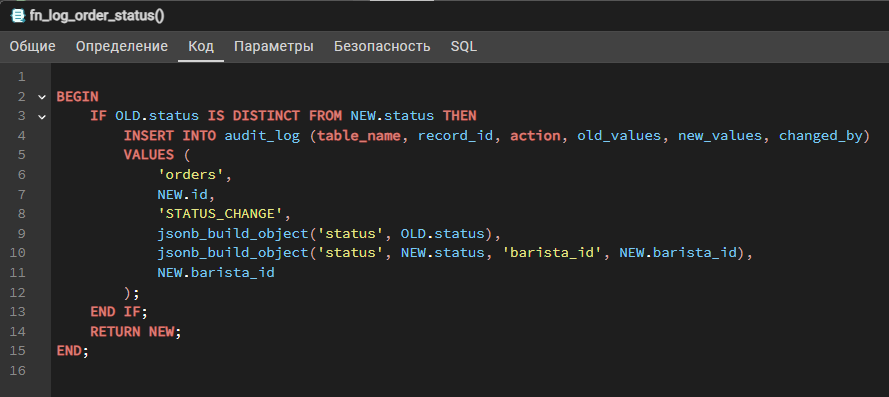 fn_log_order_status()
Общие Определение Код Параметры Безопасность SQL
1
2 BEGIN
3 IF OLD.status IS DISTINCT FROM NEW.status THEN
4 INSERT INTO audit_log (table_name, record_id, action, old_values, new_values, changed_by)
5 VALUES (
6 'orders',
7 NEW.id,
8 'STATUS_CHANGE',
9 jsonb_build_object('status', OLD.status),
10 jsonb_build_object('status', NEW.status, 'barista_id', NEW.barista_id),
11 NEW.barista_id
12 );
13 END IF;
14 RETURN NEW;
15 END;
16